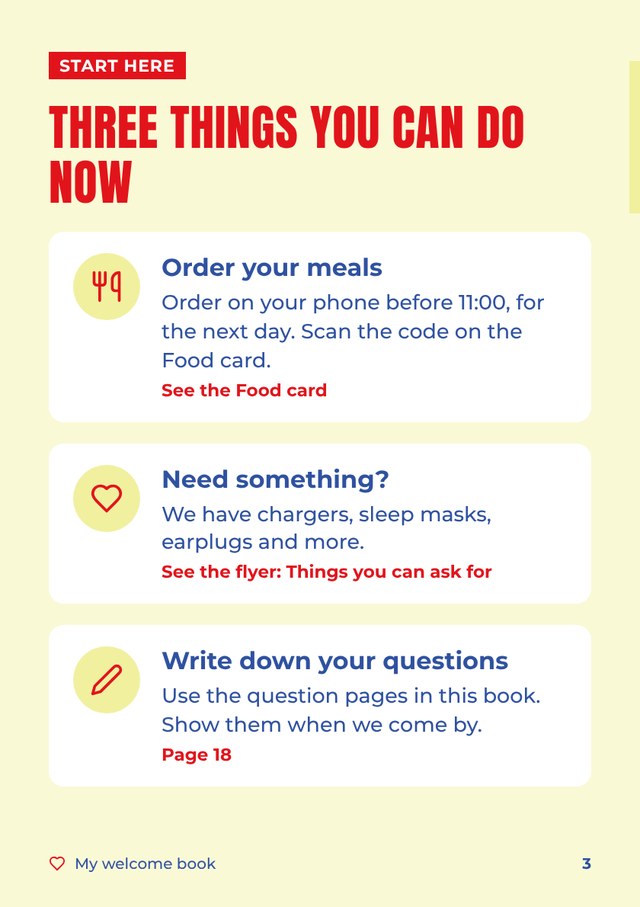 START HERE
THREE THINGS YOU CAN DO
NOW
Order your meals
Order on your phone before 11:00, for
the next day. Scan the code on the
Food card.
See the Food card
Need something?
We have chargers, sleep masks,
earplugs and more.
See the flyer: Things you can ask for
Write down your questions
Use the question pages in this book.
Show them when we come by.
Page 18
My welcome book
3